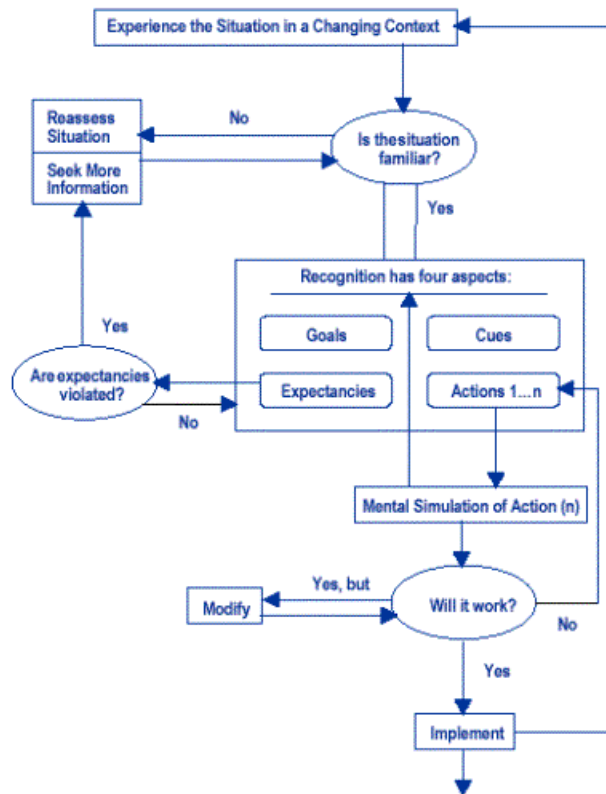 Experience the Situation in a Changing Context
No
Reassess
Situation
Is thesituation
familiar?
Seek More
Information
Yes
Recognition has four aspects:
Goals
Cues
Yes
Are expectancies
violated?
Expectancies
Actions 1...n
No
Mental Simulation of Action (n)
Yes, but
Modify
Will it work?
No
Yes
Implement